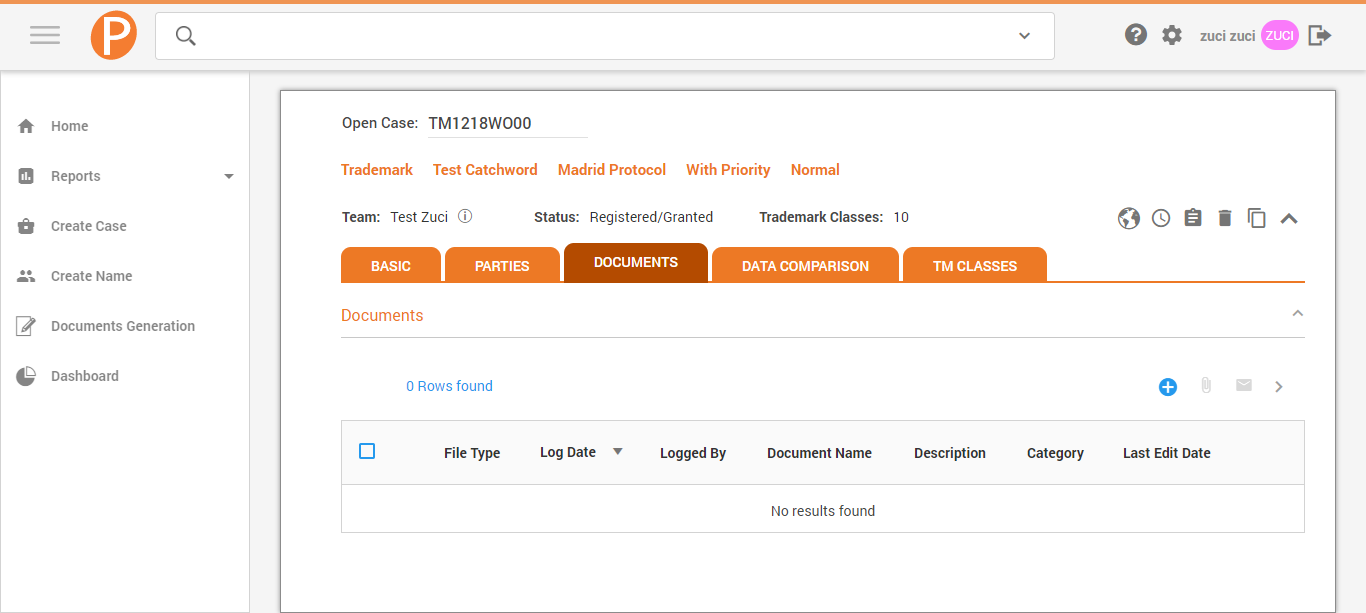 P
? zuci zuci ZUCI
Home
Reports
Create Case
Create Name
Documents Generation
Dashboard
Open Case: TM1218WO00
Trademark Test Catchword Madrid Protocol With Priority Normal
Team: Test Zuci i Status: Registered/Granted Trademark Classes: 10
BASIC PARTIES DOCUMENTS DATA COMPARISON TM CLASSES
Documents
0 Rows found
File Type Log Date Logged By Document Name Description Category Last Edit Date
No results found